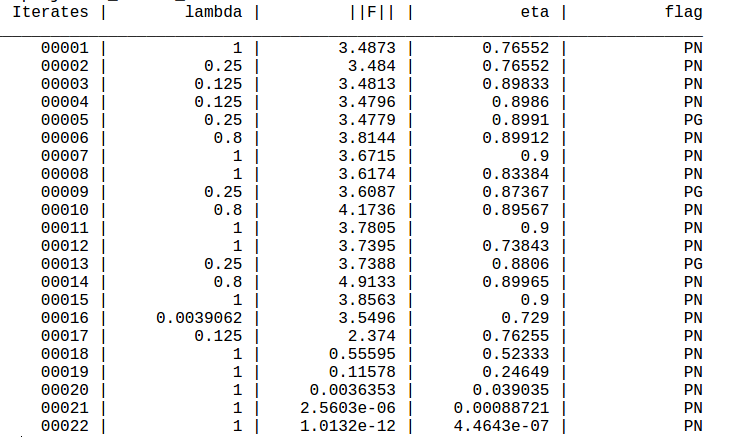 Iterates | lambda | ||F|| | eta | flag
00001 | 1 | 3.4873 | 0.76552 | PN
00002 | 0.25 | 3.484 | 0.76552 | PN
00003 | 0.125 | 3.4813 | 0.89833 | PN
00004 | 0.125 | 3.4796 | 0.8986 | PN
00005 | 0.25 | 3.4779 | 0.8991 | PG
00006 | 0.8 | 3.8144 | 0.89912 | PN
00007 | 1 | 3.6715 | 0.9 | PN
00008 | 1 | 3.6174 | 0.83384 | PN
00009 | 0.25 | 3.6087 | 0.87367 | PG
00010 | 0.8 | 4.1736 | 0.89567 | PN
00011 | 1 | 3.7805 | 0.9 | PN
00012 | 1 | 3.7395 | 0.73843 | PN
00013 | 0.25 | 3.7388 | 0.8806 | PG
00014 | 0.8 | 4.9133 | 0.89965 | PN
00015 | 1 | 3.8563 | 0.9 | PN
00016 | 0.0039062 | 3.5496 | 0.729 | PN
00017 | 0.125 | 2.374 | 0.76255 | PN
00018 | 1 | 0.55595 | 0.52333 | PN
00019 | 1 | 0.11578 | 0.24649 | PN
00020 | 1 | 0.0036353 | 0.039035 | PN
00021 | 1 | 2.5603e-06 | 0.00088721 | PN
00022 | 1 | 1.0132e-12 | 4.4643e-07 | PN